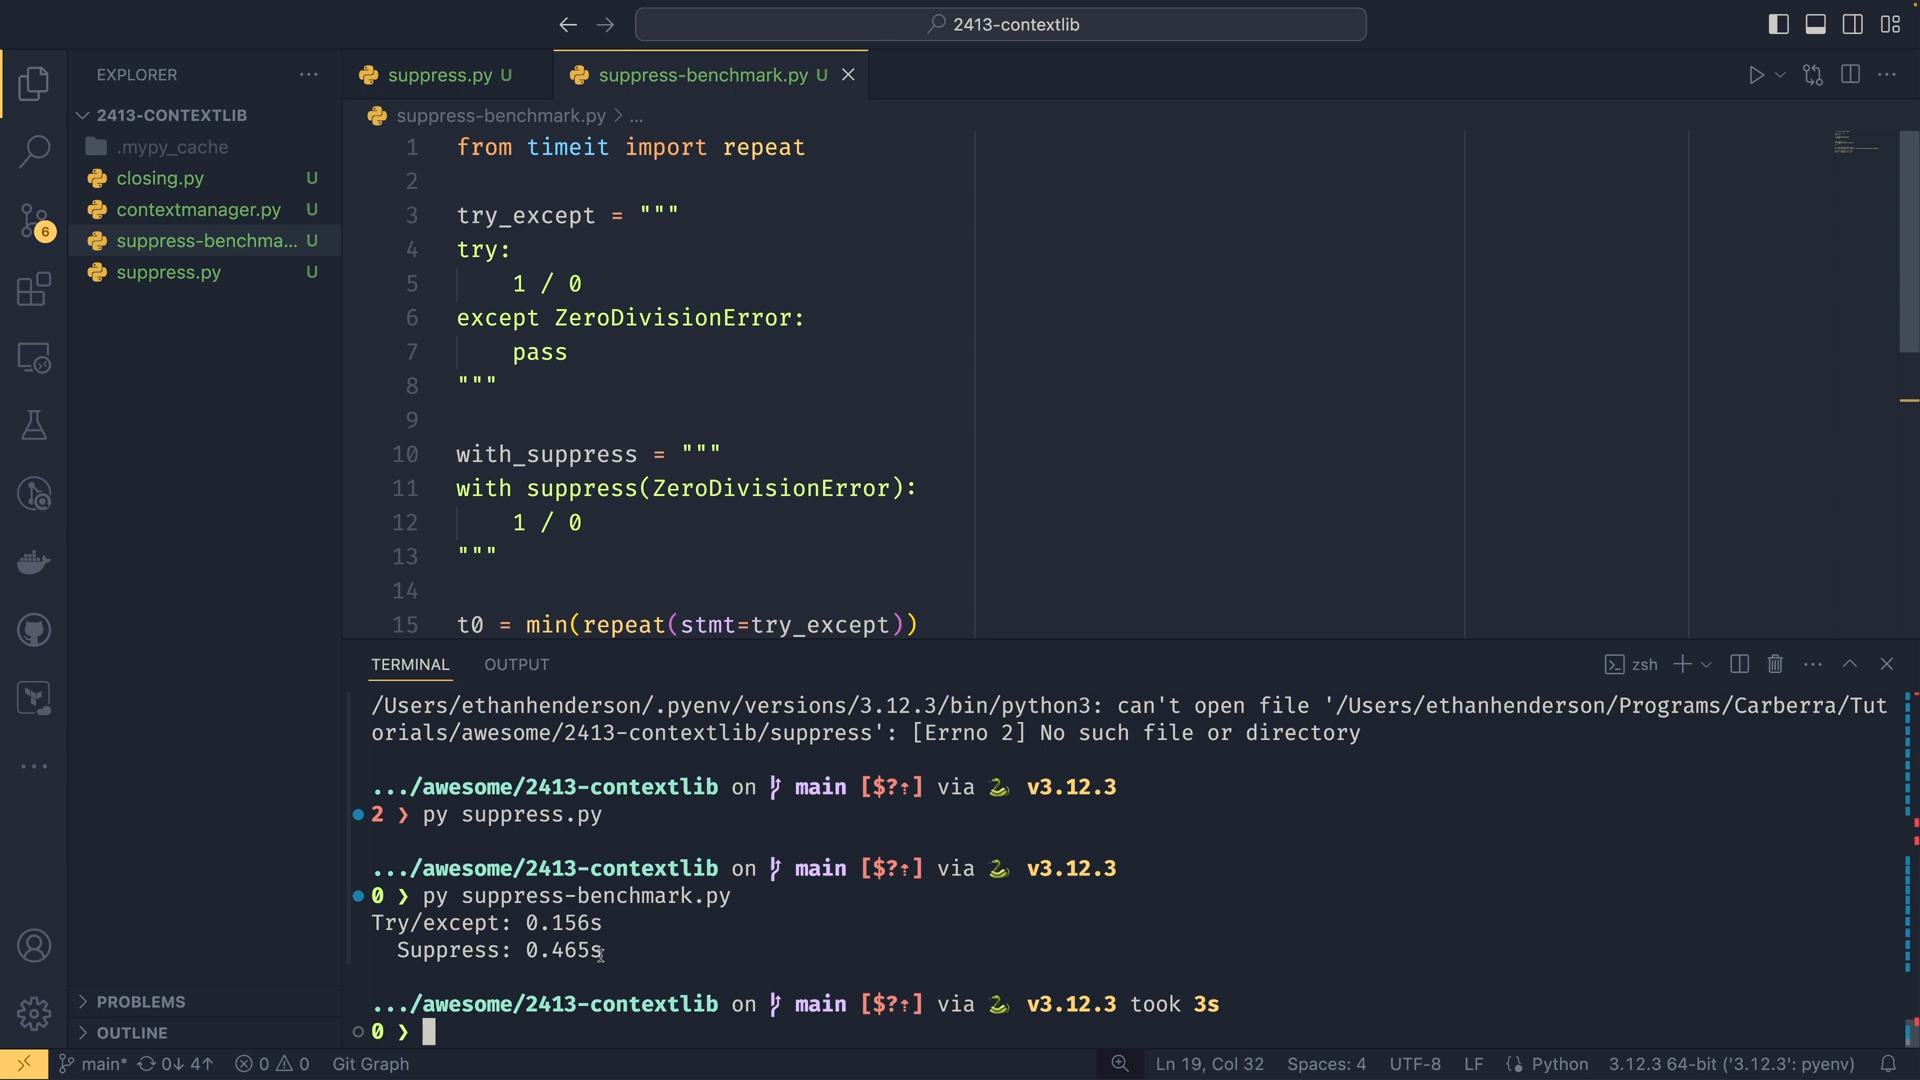 2413-contextlib
EXPLORER
2413-CONTEXTLIB
.mypy_cache
closing.py U
contextmanager.py U
suppress-benchma... U
suppress.py U
6
PROBLEMS
OUTLINE
suppress.py U
suppress-benchmark.py U
suppress-benchmark.py > ...
1 from timeit import repeat
2
3 try_except = """
4 try:
5 1 / 0
6 except ZeroDivisionError:
7 pass
8 """
9
10 with_suppress = """
11 with suppress(ZeroDivisionError):
12 1 / 0
13 """
14
15 t0 = min(repeat(stmt=try_except))
TERMINAL OUTPUT
zsh
/Users/ethanhenderson/.pyenv/versions/3.12.3/bin/python3: can't open file '/Users/ethanhenderson/Programs/Carberra/Tut
orials/awesome/2413-contextlib/suppress': [Errno 2] No such file or directory
.../awesome/2413-contextlib on main [$?⇡] via 🐍 v3.12.3
2 ❯ py suppress.py
.../awesome/2413-contextlib on main [$?⇡] via 🐍 v3.12.3
0 ❯ py suppress-benchmark.py
Try/except: 0.156s
Suppress: 0.465s
.../awesome/2413-contextlib on main [$?⇡] via 🐍 v3.12.3 took 3s
0 ❯
main* 0↓ 4↑ 0 0 Git Graph Ln 19, Col 32 Spaces: 4 UTF-8 LF Python 3.12.3 64-bit ('3.12.3': pyenv)